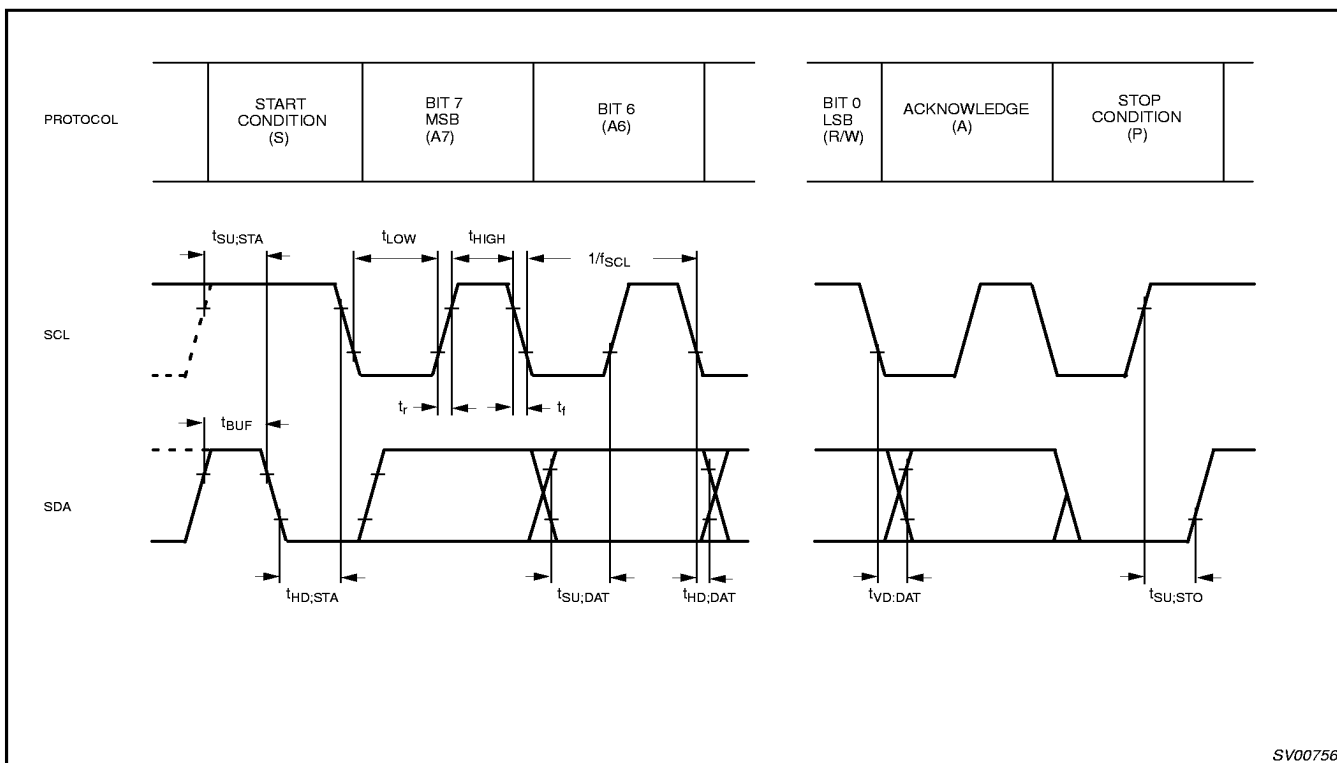 PROTOCOL
START
CONDITION
(S)
BIT 7
MSB
(A7)
BIT 6
(A6)
BIT 0
LSB
(R/W)
ACKNOWLEDGE
(A)
STOP
CONDITION
(P)
tSU;STA
tLOW
tHIGH
1/fSCL
SCL
tr
tf
tBUF
SDA
tHD;STA
tSU;DAT
tHD;DAT
tVD:DAT
tSU;STO
SV00756